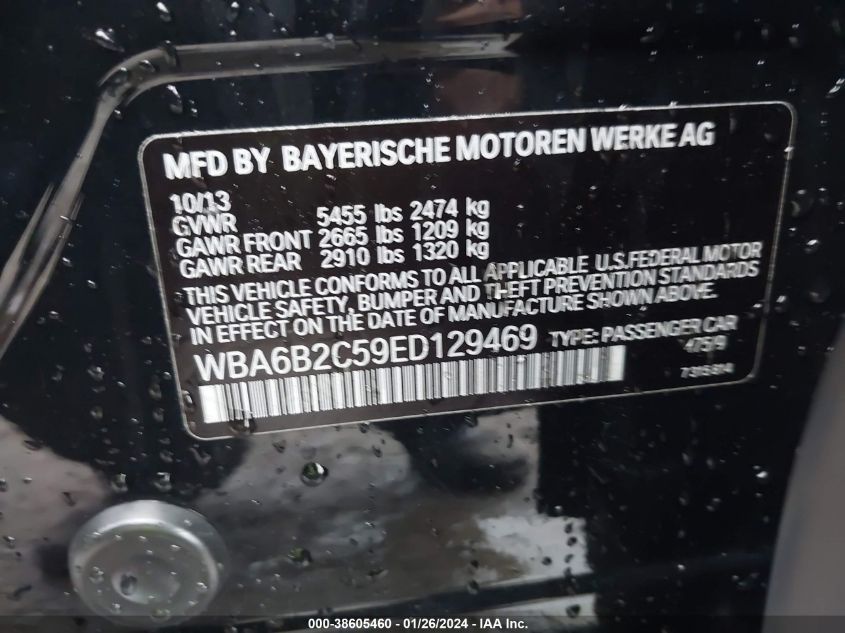 MFD BY BAYERISCHE MOTOREN WERKE AG
10/13
GVWR 5455 lbs 2474 kg
GAWR FRONT 2665 lbs 1209 kg
GAWR REAR 2910 lbs 1320 kg
THIS VEHICLE CONFORMS TO ALL APPLICABLE U.S.FEDERAL MOTOR
VEHICLE SAFETY, BUMPER AND THEFT PREVENTION STANDARDS
IN EFFECT ON THE DATE OF MANUFACTURE SHOWN ABOVE.
WBA6B2C59ED129469 TYPE: PASSENGER CAR
475/9
7315814
000-38605460 - 01/26/2024 - IAA Inc.